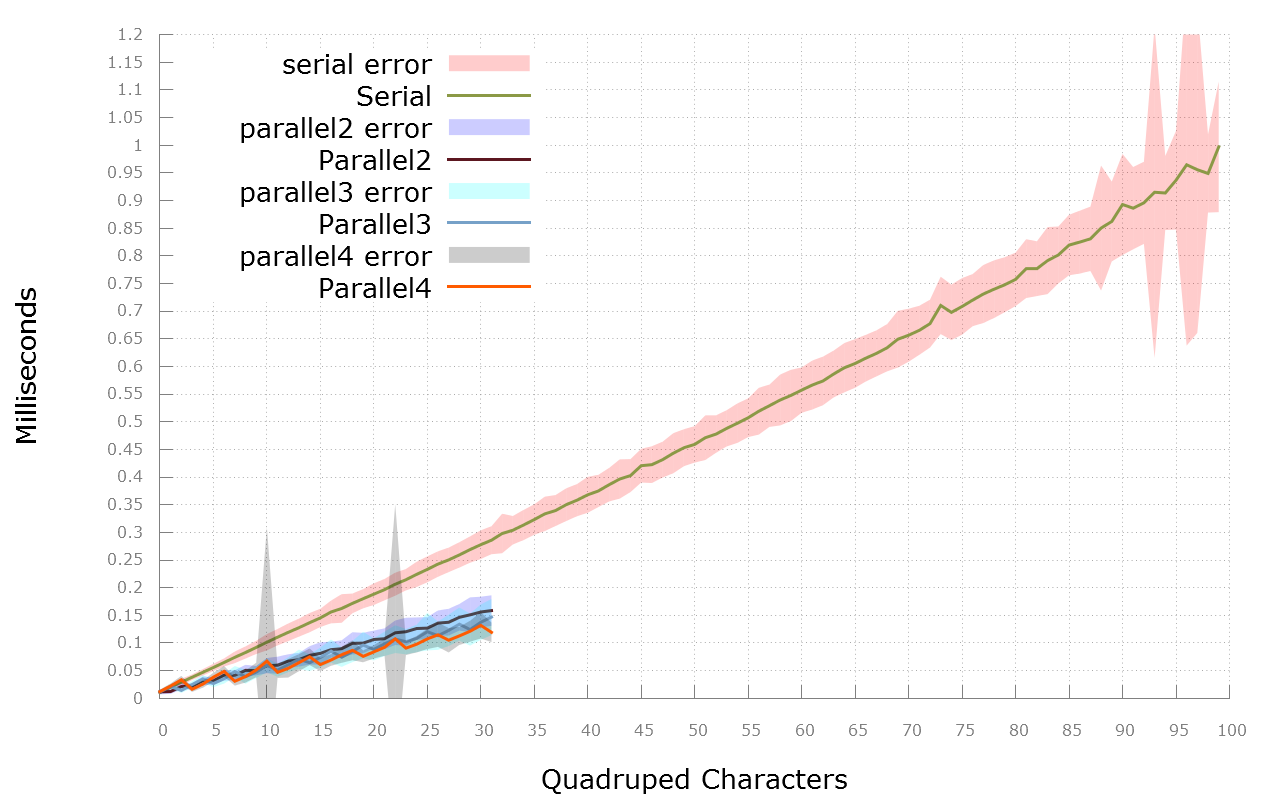 1.2
1.15
1.1
1.05
1
0.95
0.9
0.85
0.8
0.75
0.7
0.65
0.6
0.55
0.5
0.45
0.4
0.35
0.3
0.25
0.2
0.15
0.1
0.05
0
serial error
Serial
parallel2 error
Parallel2
parallel3 error
Parallel3
parallel4 error
Parallel4
Milliseconds
0 5 10 15 20 25 30 35 40 45 50 55 60 65 70 75 80 85 90 95 100
Quadruped Characters